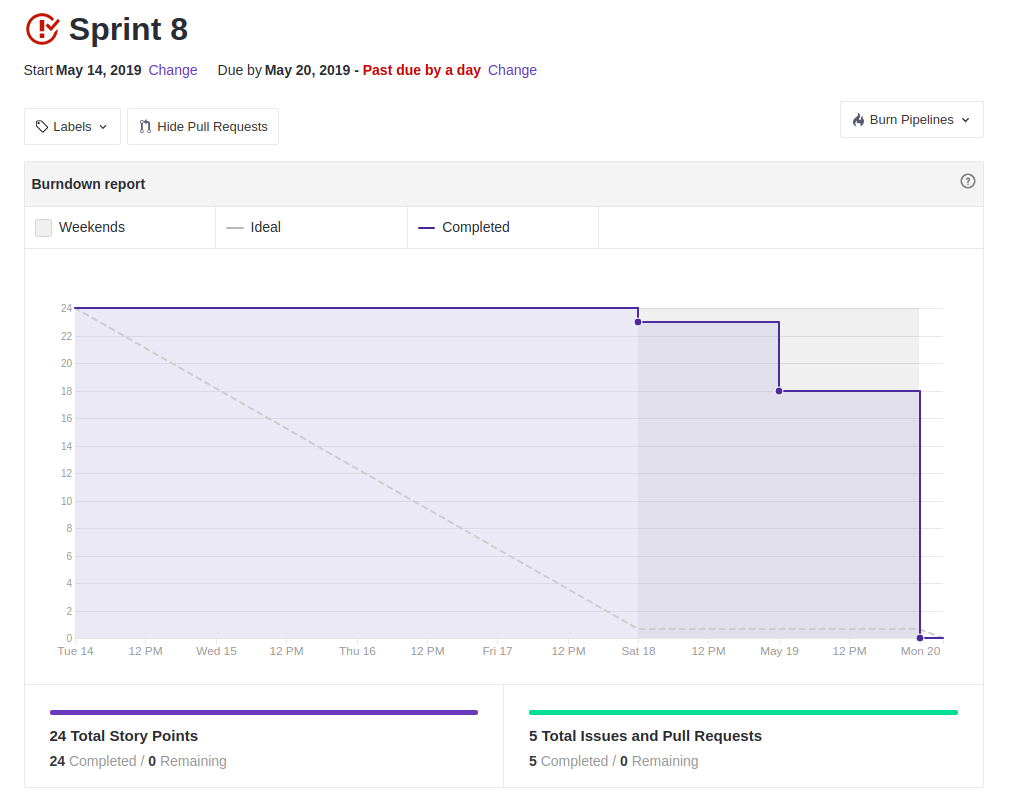 Sprint 8
Start May 14, 2019 Change Due by May 20, 2019 - Past due by a day Change
Labels Hide Pull Requests Burn Pipelines
Burndown report
Weekends Ideal Completed
24
22
20
18
16
14
12
10
8
6
4
2
0
Tue 14 12 PM Wed 15 12 PM Thu 16 12 PM Fri 17 12 PM Sat 18 12 PM May 19 12 PM Mon 20
24 Total Story Points
24 Completed / 0 Remaining
5 Total Issues and Pull Requests
5 Completed / 0 Remaining